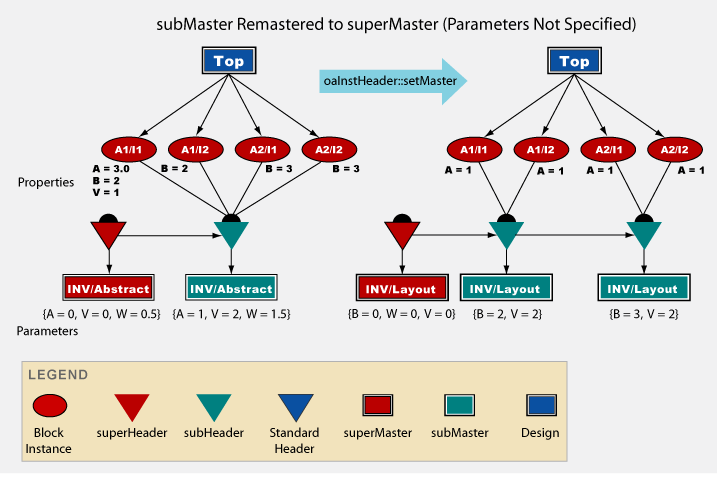 subMaster Remastered to superMaster (Parameters Not Specified)
Top
oaInstHeader::setMaster
Top
A1/I1
A1/I2
A2/I1
A2/I2
A1/I1
A1/I2
A2/I1
A2/I2
A = 3.0
B = 2
V = 1
B = 2
B = 3
B = 3
A = 1
A = 1
A = 1
A = 1
Properties
INV/Abstract
INV/Abstract
INV/Layout
INV/Layout
INV/Layout
{A = 0, V = 0, W = 0.5}
{A = 1, V = 2, W = 1.5}
{B = 0, W = 0, V = 0}
{B = 2, V = 2}
{B = 3, V = 2}
Parameters
LEGEND
Block
Instance
superHeader
subHeader
Standard
Header
superMaster
subMaster
Design